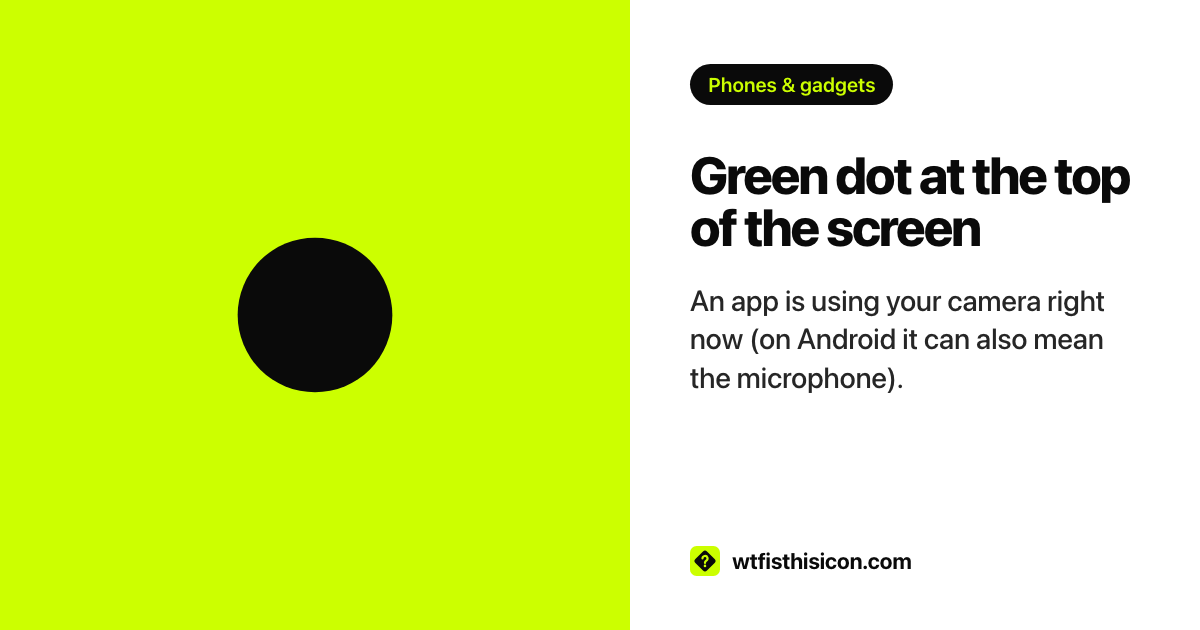 Phones & gadgets
Green dot at the top
of the screen
An app is using your camera right
now (on Android it can also mean
the microphone).
?
wtfisthisicon.com